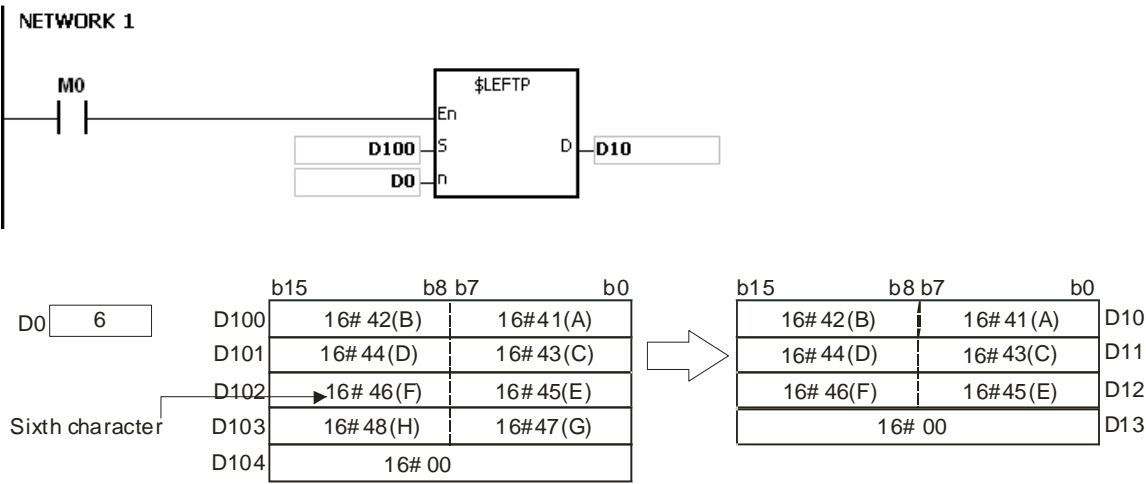 NETWORK 1
M0
$LEFTP
En
D100 S D D10
D0 n
b15 b8 b7 b0 b15 b8 b7 b0
D0 6 D100 16# 42(B) 16#41(A) 16# 42(B) 16# 41(A) D10
D101 16# 44(D) 16# 43(C) 16# 44(D) 16# 43(C) D11
D102 16# 46(F) 16# 45(E) 16# 46(F) 16# 45(E) D12
Sixth character D103 16# 48(H) 16# 47(G) 16# 00 D13
D104 16# 00